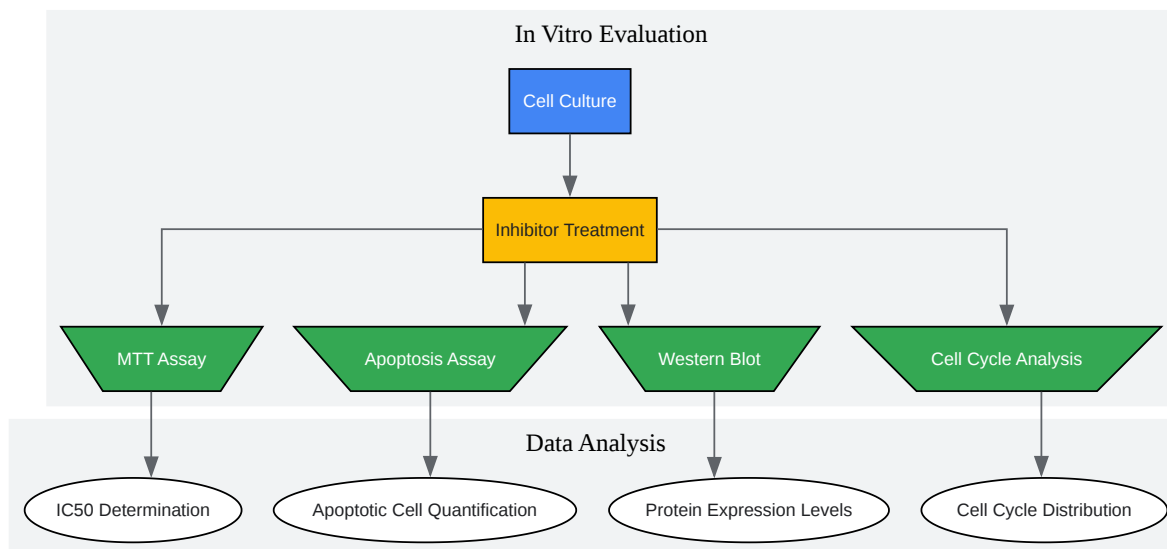 In Vitro Evaluation
Cell Culture
Inhibitor Treatment
MTT Assay
Apoptosis Assay
Western Blot
Cell Cycle Analysis
Data Analysis
IC50 Determination
Apoptotic Cell Quantification
Protein Expression Levels
Cell Cycle Distribution